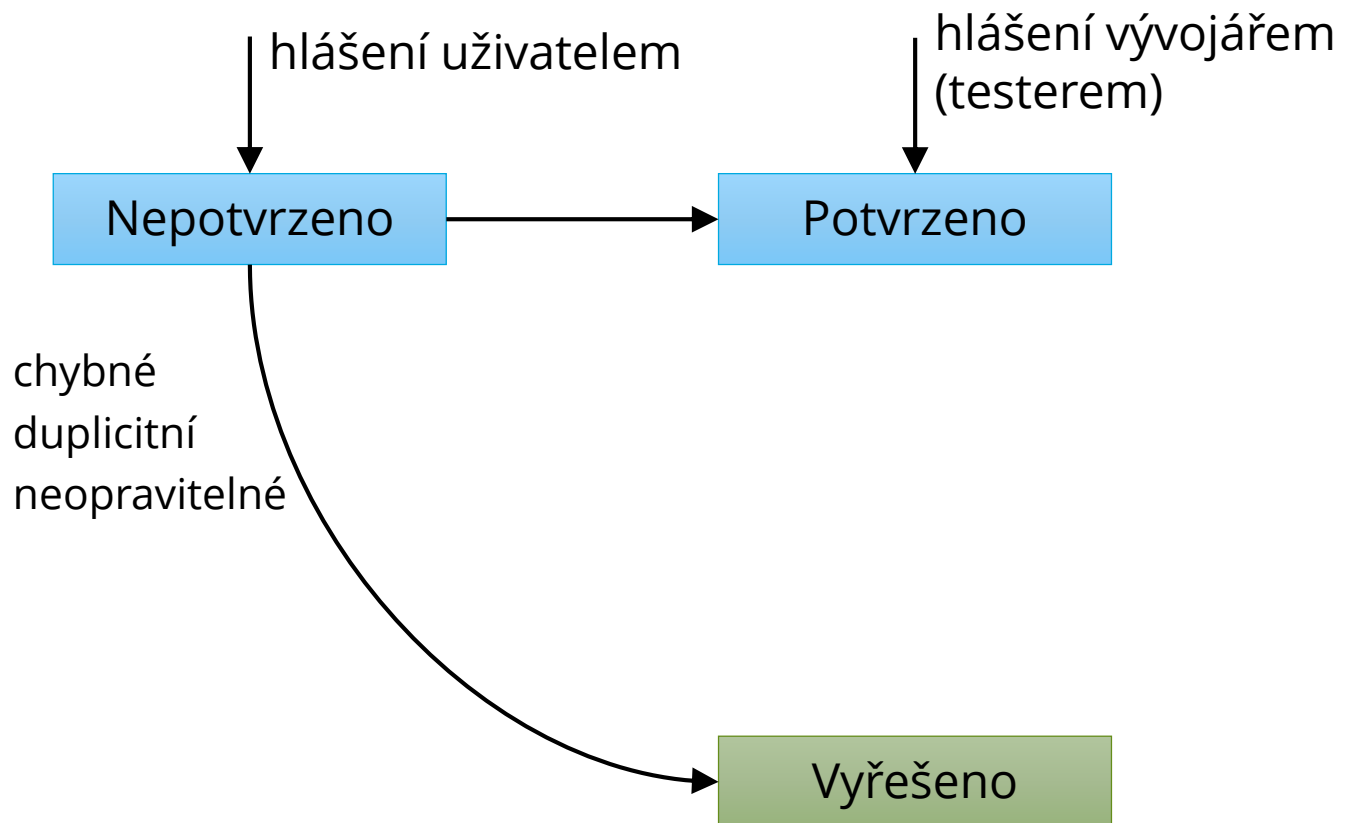 hlášení uživatelem
hlášení vývojářem
(testerem)
Nepotvrzeno
Potvrzeno
chybné
duplicitní
neopravitelné
Vyřešeno